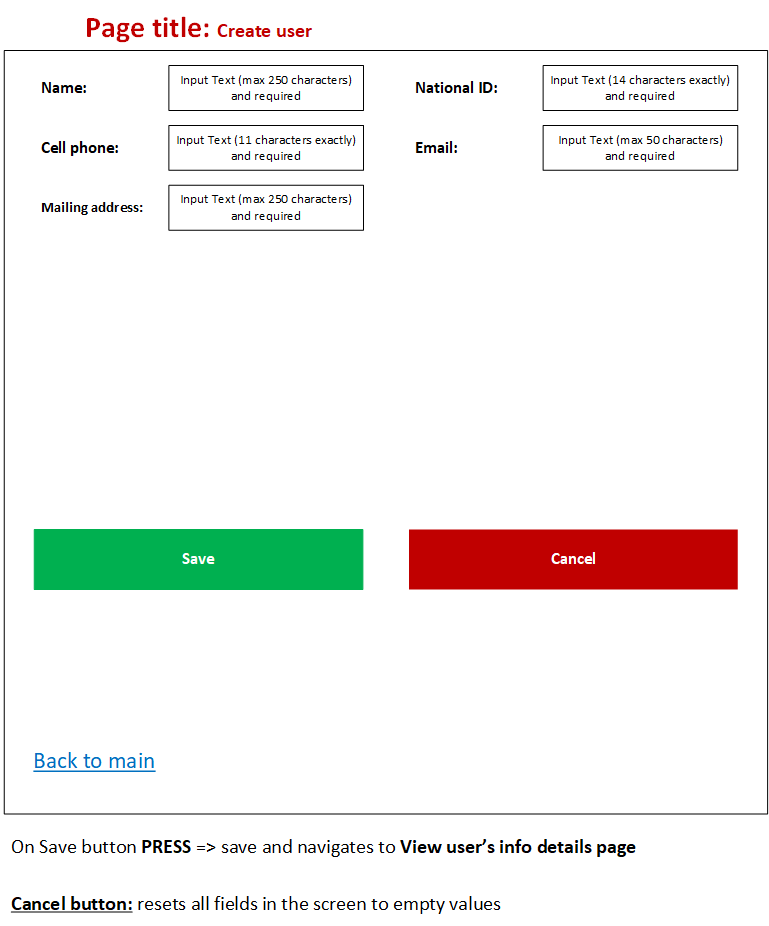 Page title: Create user
Name:
Input Text (max 250 characters)
and required
National ID:
Input Text (14 characters exactly)
and required
Cell phone:
Input Text (11 characters exactly)
and required
Email:
Input Text (max 50 characters)
and required
Mailing address:
Input Text (max 250 characters)
and required
Save
Cancel
Back to main
On Save button PRESS => save and navigates to View user’s info details page
Cancel button: resets all fields in the screen to empty values